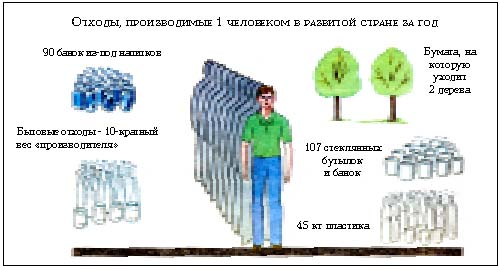 Отходы, производимые 1 человеком в развитой стране за год
90 банок из-под напитков
Бумага, на
которую
уходит
2 дерева
Бытовые отходы - 10-кратный
вес «производителя»
107 стеклянных
бутылок
и банок
45 кг пластика